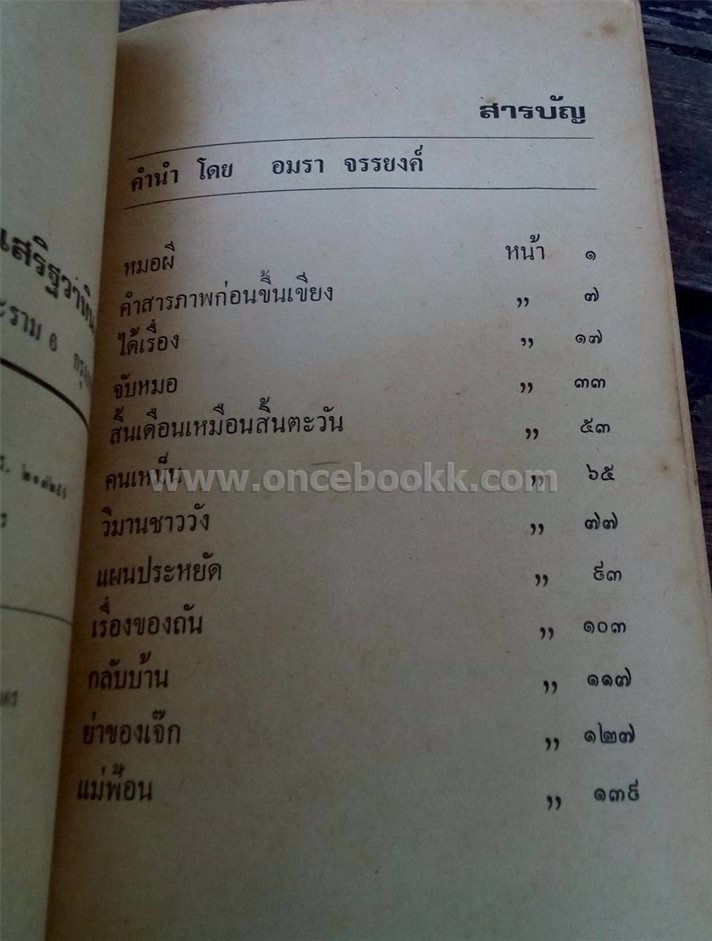 สารบัญ
คำนำ โดย อมรา จรรยงค์
หมอผี หน้า ๑
คำสารภาพก่อนขึ้นเขียง ,, ๗
ได้เรื่อง ,, ๑๗
จับหมอ ,, ๓๓
สิ้นเดือนเหมือนสิ้นตะวัน ,, ๕๓
คนเหม็น ,, ๖๕
www.oncebookk.com
วิมานชาววัง ,, ๗๗
แผนประหยัด ,, ๙๓
เรื่องของถัน ,, ๑๐๓
กลับบ้าน ,, ๑๑๗
ย่าของเจ๊ก ,, ๑๒๗
แม่พ้อน ,, ๑๓๙
ะราม 6